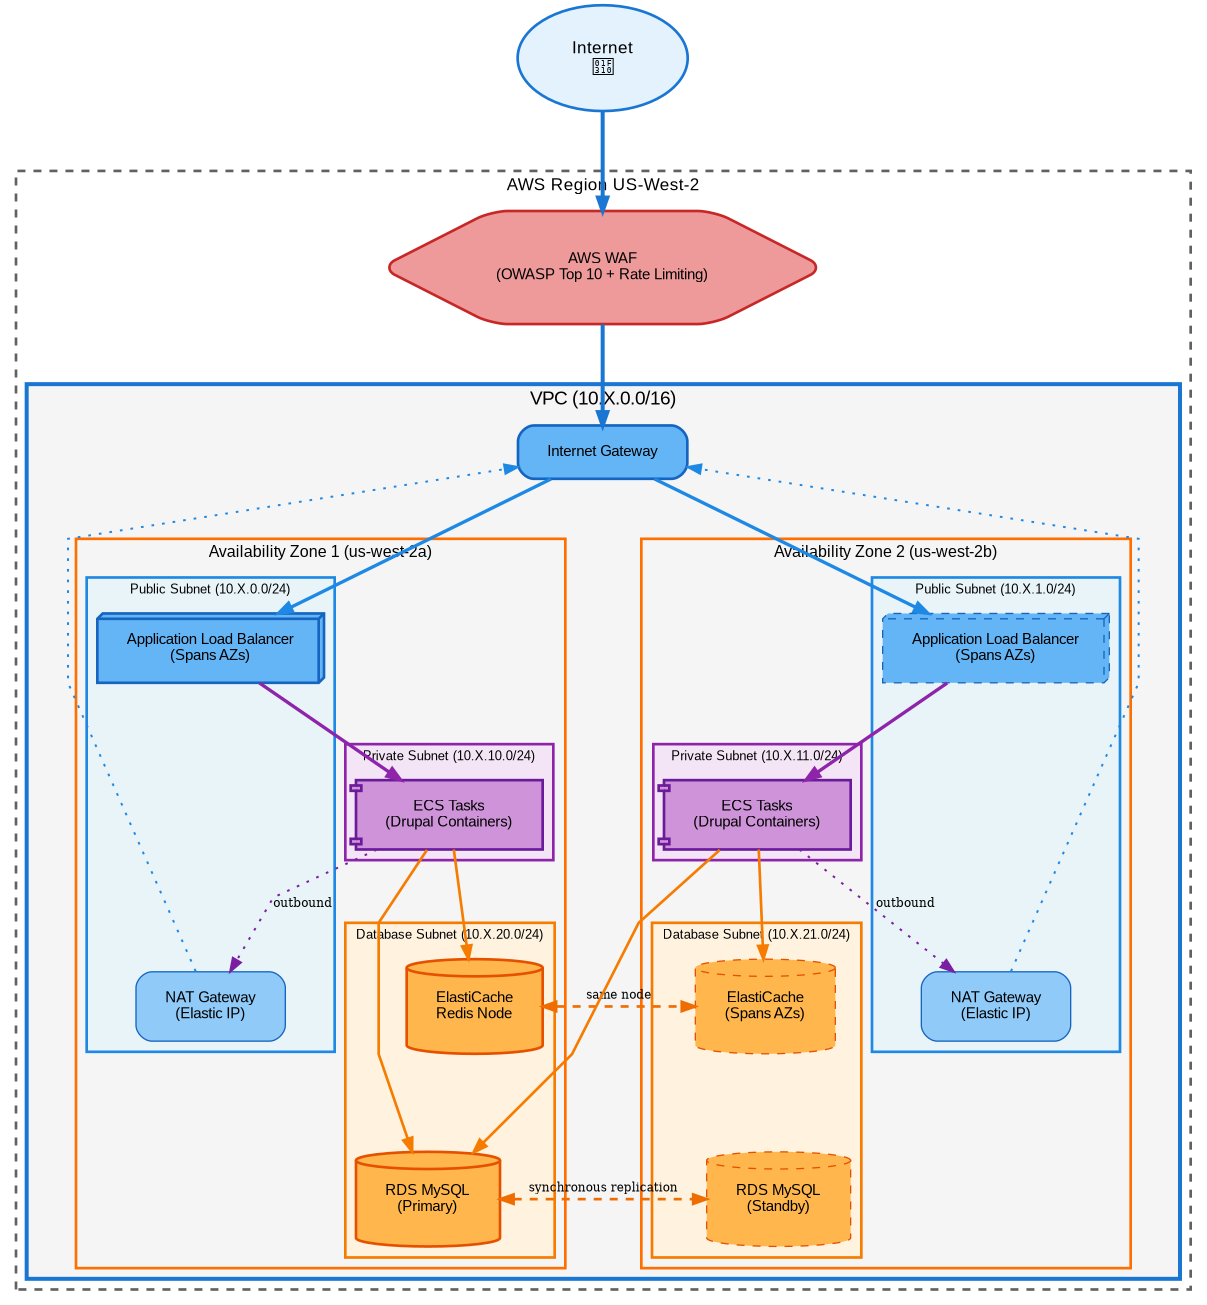 Internet
01F
310
AWS Region US-West-2
AWS WAF
(OWASP Top 10 + Rate Limiting)
VPC (10.X.0.0/16)
Internet Gateway
Availability Zone 1 (us-west-2a)
Availability Zone 2 (us-west-2b)
Public Subnet (10.X.0.0/24)
Public Subnet (10.X.1.0/24)
Application Load Balancer
(Spans AZs)
Application Load Balancer
(Spans AZs)
Private Subnet (10.X.10.0/24)
Private Subnet (10.X.11.0/24)
ECS Tasks
(Drupal Containers)
ECS Tasks
(Drupal Containers)
outbound
outbound
Database Subnet (10.X.20.0/24)
Database Subnet (10.X.21.0/24)
NAT Gateway
(Elastic IP)
ElastiCache
Redis Node
same node
ElastiCache
(Spans AZs)
NAT Gateway
(Elastic IP)
RDS MySQL
(Primary)
synchronous replication
RDS MySQL
(Standby)